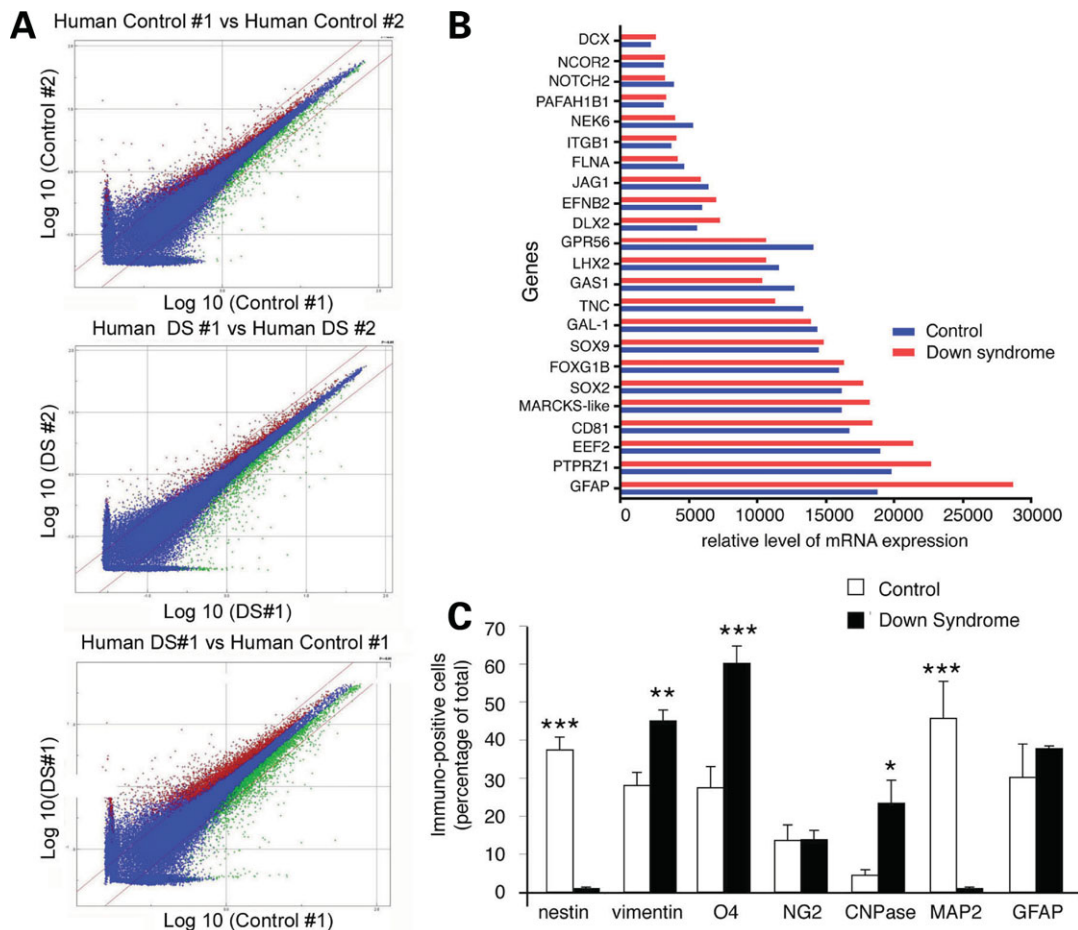 A
Human Control #1 vs Human Control #2
Log 10 (Control #2)
Log 10 (Control #1)
Human DS #1 vs Human DS #2
Log 10 (DS #2)
Log 10 (DS#1)
Human DS#1 vs Human Control #1
Log 10(DS#1)
Log 10 (Control #1)
B
Genes
DCX
NCOR2
NOTCH2
PAFAH1B1
NEK6
ITGB1
FLNA
JAG1
EFNB2
DLX2
GPR56
LHX2
GAS1
TNC
GAL-1
SOX9
FOXG1B
SOX2
MARCKS-like
CD81
EEF2
PTPRZ1
GFAP
Control
Down syndrome
0 5000 10000 15000 20000 25000 30000
relative level of mRNA expression
C
Control
Down Syndrome
Immuno-positive cells
(percentage of total)
70
60
50
40
30
20
10
0
*** ** *** * ***
nestin vimentin O4 NG2 CNPase MAP2 GFAP